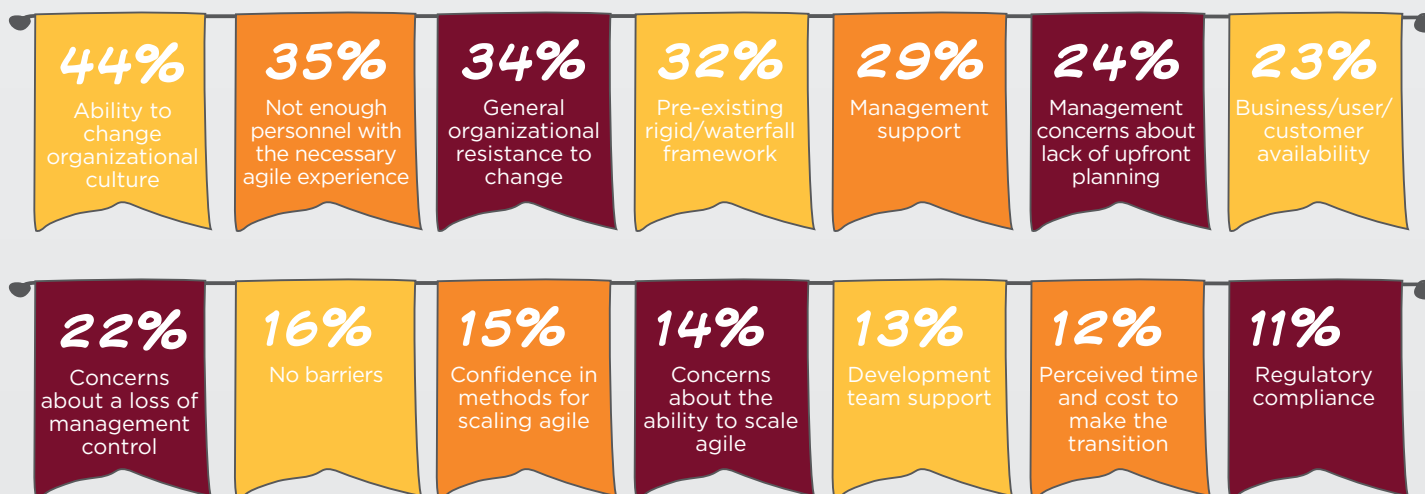 44%
Ability to
change
organizational
culture
35%
Not enough
personnel with
the necessary
agile experience
34%
General
organizational
resistance to
change
32%
Pre-existing
rigid/waterfall
framework
29%
Management
support
24%
Management
concerns about
lack of upfront
planning
23%
Business/user/
customer
availability
22%
Concerns
about a loss of
management
control
16%
No barriers
15%
Confidence in
methods for
scaling agile
14%
Concerns
about the
ability to scale
agile
13%
Development
team support
12%
Perceived time
and cost to
make the
transition
11%
Regulatory
compliance